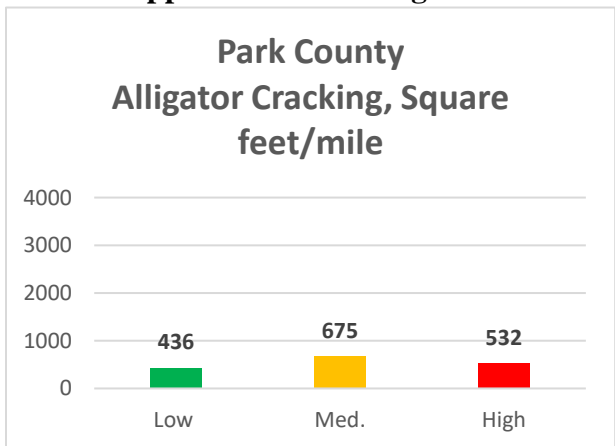 Park County
Alligator Cracking, Square
feet/mile
4000
3000
2000
1000
0
436
675
532
Low
Med.
High